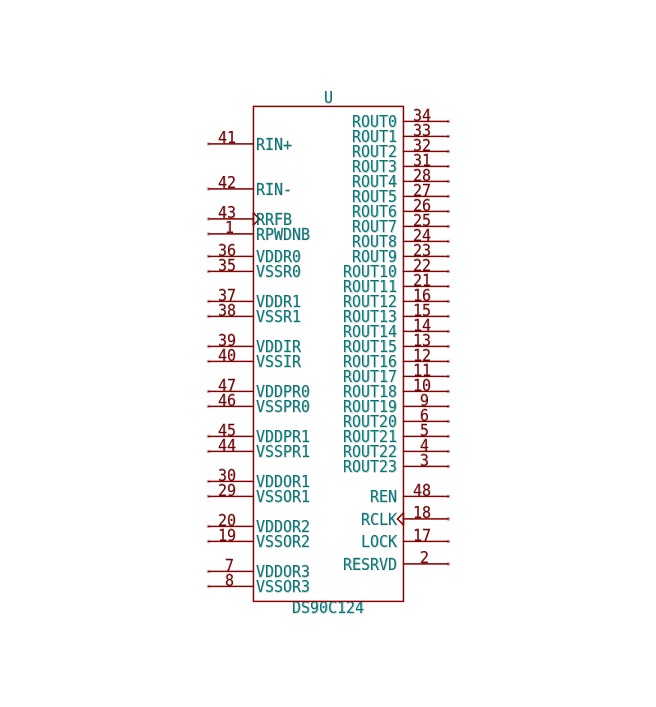 U
34 ROUT0
33 ROUT1
41 RIN+
32 ROUT2
31 ROUT3
28 ROUT4
42 RIN-
27 ROUT5
26 ROUT6
43 RRFB
25 ROUT7
1 RPWDNB
24 ROUT8
36 VDDR0
23 ROUT9
35 VSSR0
22 ROUT10
21 ROUT11
37 VDDR1
16 ROUT12
38 VSSR1
15 ROUT13
14 ROUT14
39 VDDIR
13 ROUT15
40 VSSIR
12 ROUT16
11 ROUT17
47 VDDPR0
10 ROUT18
46 VSSPR0
9 ROUT19
6 ROUT20
45 VDDPR1
5 ROUT21
44 VSSPR1
4 ROUT22
3 ROUT23
30 VDDOR1
29 VSSOR1
REN 48
RCLK 18
20 VDDOR2
19 VSSOR2
LOCK 17
RESRVD 2
7 VDDOR3
8 VSSOR3
DS90C124